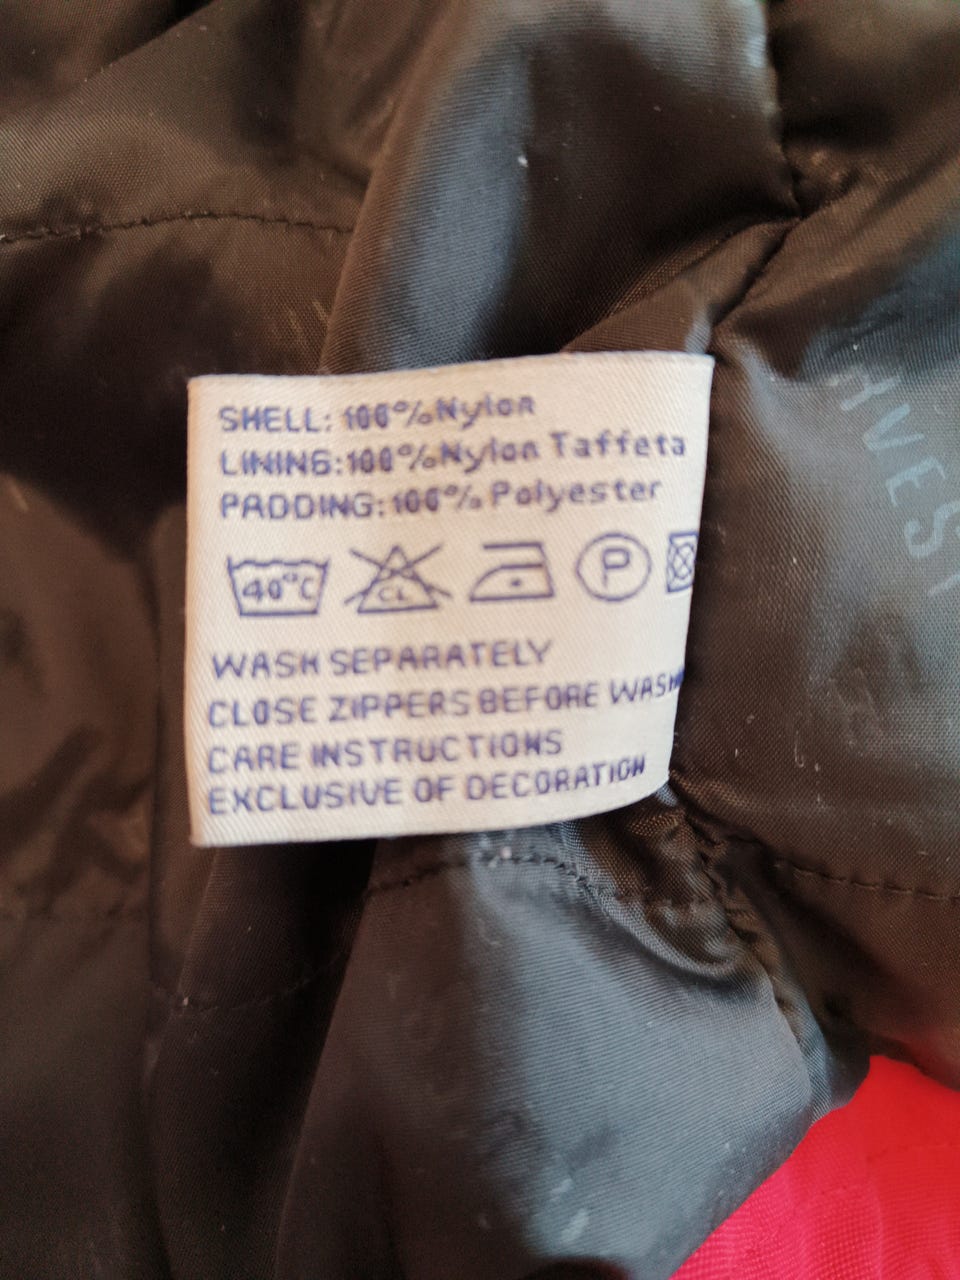 SHELL: 100% Nylon
LINING: 100% Nylon Taffeta
PADDING: 100% Polyester
40°C CL P
WASH SEPARATELY
CLOSE ZIPPERS BEFORE WASH
CARE INSTRUCTIONS
EXCLUSIVE OF DECORATION